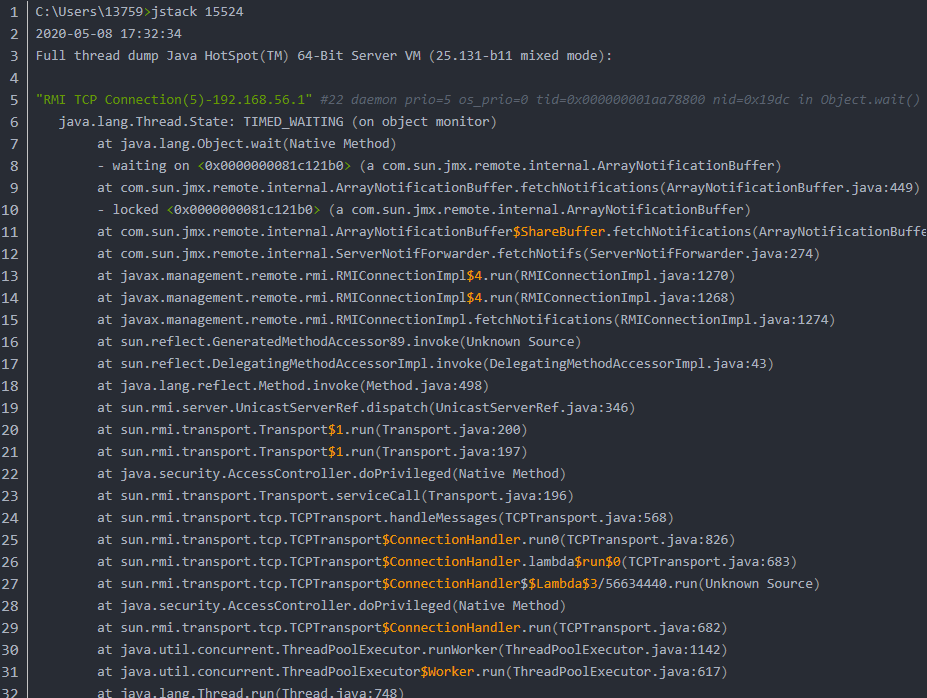 1 C:\Users\13759>jstack 15524
2 2020-05-08 17:32:34
3 Full thread dump Java HotSpot(TM) 64-Bit Server VM (25.131-b11 mixed mode):
4
5 "RMI TCP Connection(5)-192.168.56.1" #22 daemon prio=5 os_prio=0 tid=0x000000001aa78800 nid=0x19dc in Object.wait()
6 java.lang.Thread.State: TIMED_WAITING (on object monitor)
7 at java.lang.Object.wait(Native Method)
8 - waiting on <0x0000000081c121b0> (a com.sun.jmx.remote.internal.ArrayNotificationBuffer)
9 at com.sun.jmx.remote.internal.ArrayNotificationBuffer.fetchNotifications(ArrayNotificationBuffer.java:449)
10 - locked <0x0000000081c121b0> (a com.sun.jmx.remote.internal.ArrayNotificationBuffer)
11 at com.sun.jmx.remote.internal.ArrayNotificationBuffer$ShareBuffer.fetchNotifications(ArrayNotificationBuffe
12 at com.sun.jmx.remote.internal.ServerNotifForwarder.fetchNotifs(ServerNotifForwarder.java:274)
13 at javax.management.remote.rmi.RMIConnectionImpl$4.run(RMIConnectionImpl.java:1270)
14 at javax.management.remote.rmi.RMIConnectionImpl$4.run(RMIConnectionImpl.java:1268)
15 at javax.management.remote.rmi.RMIConnectionImpl.fetchNotifications(RMIConnectionImpl.java:1274)
16 at sun.reflect.GeneratedMethodAccessor89.invoke(Unknown Source)
17 at sun.reflect.DelegatingMethodAccessorImpl.invoke(DelegatingMethodAccessorImpl.java:43)
18 at java.lang.reflect.Method.invoke(Method.java:498)
19 at sun.rmi.server.UnicastServerRef.dispatch(UnicastServerRef.java:346)
20 at sun.rmi.transport.Transport$1.run(Transport.java:200)
21 at sun.rmi.transport.Transport$1.run(Transport.java:197)
22 at java.security.AccessController.doPrivileged(Native Method)
23 at sun.rmi.transport.Transport.serviceCall(Transport.java:196)
24 at sun.rmi.transport.tcp.TCPTransport.handleMessages(TCPTransport.java:568)
25 at sun.rmi.transport.tcp.TCPTransport$ConnectionHandler.run0(TCPTransport.java:826)
26 at sun.rmi.transport.tcp.TCPTransport$ConnectionHandler.lambda$run$0(TCPTransport.java:683)
27 at sun.rmi.transport.tcp.TCPTransport$ConnectionHandler$$Lambda$3/56634440.run(Unknown Source)
28 at java.security.AccessController.doPrivileged(Native Method)
29 at sun.rmi.transport.tcp.TCPTransport$ConnectionHandler.run(TCPTransport.java:682)
30 at java.util.concurrent.ThreadPoolExecutor.runWorker(ThreadPoolExecutor.java:1142)
31 at java.util.concurrent.ThreadPoolExecutor$Worker.run(ThreadPoolExecutor.java:617)
32 at java.lang.Thread.run(Thread.java:748)